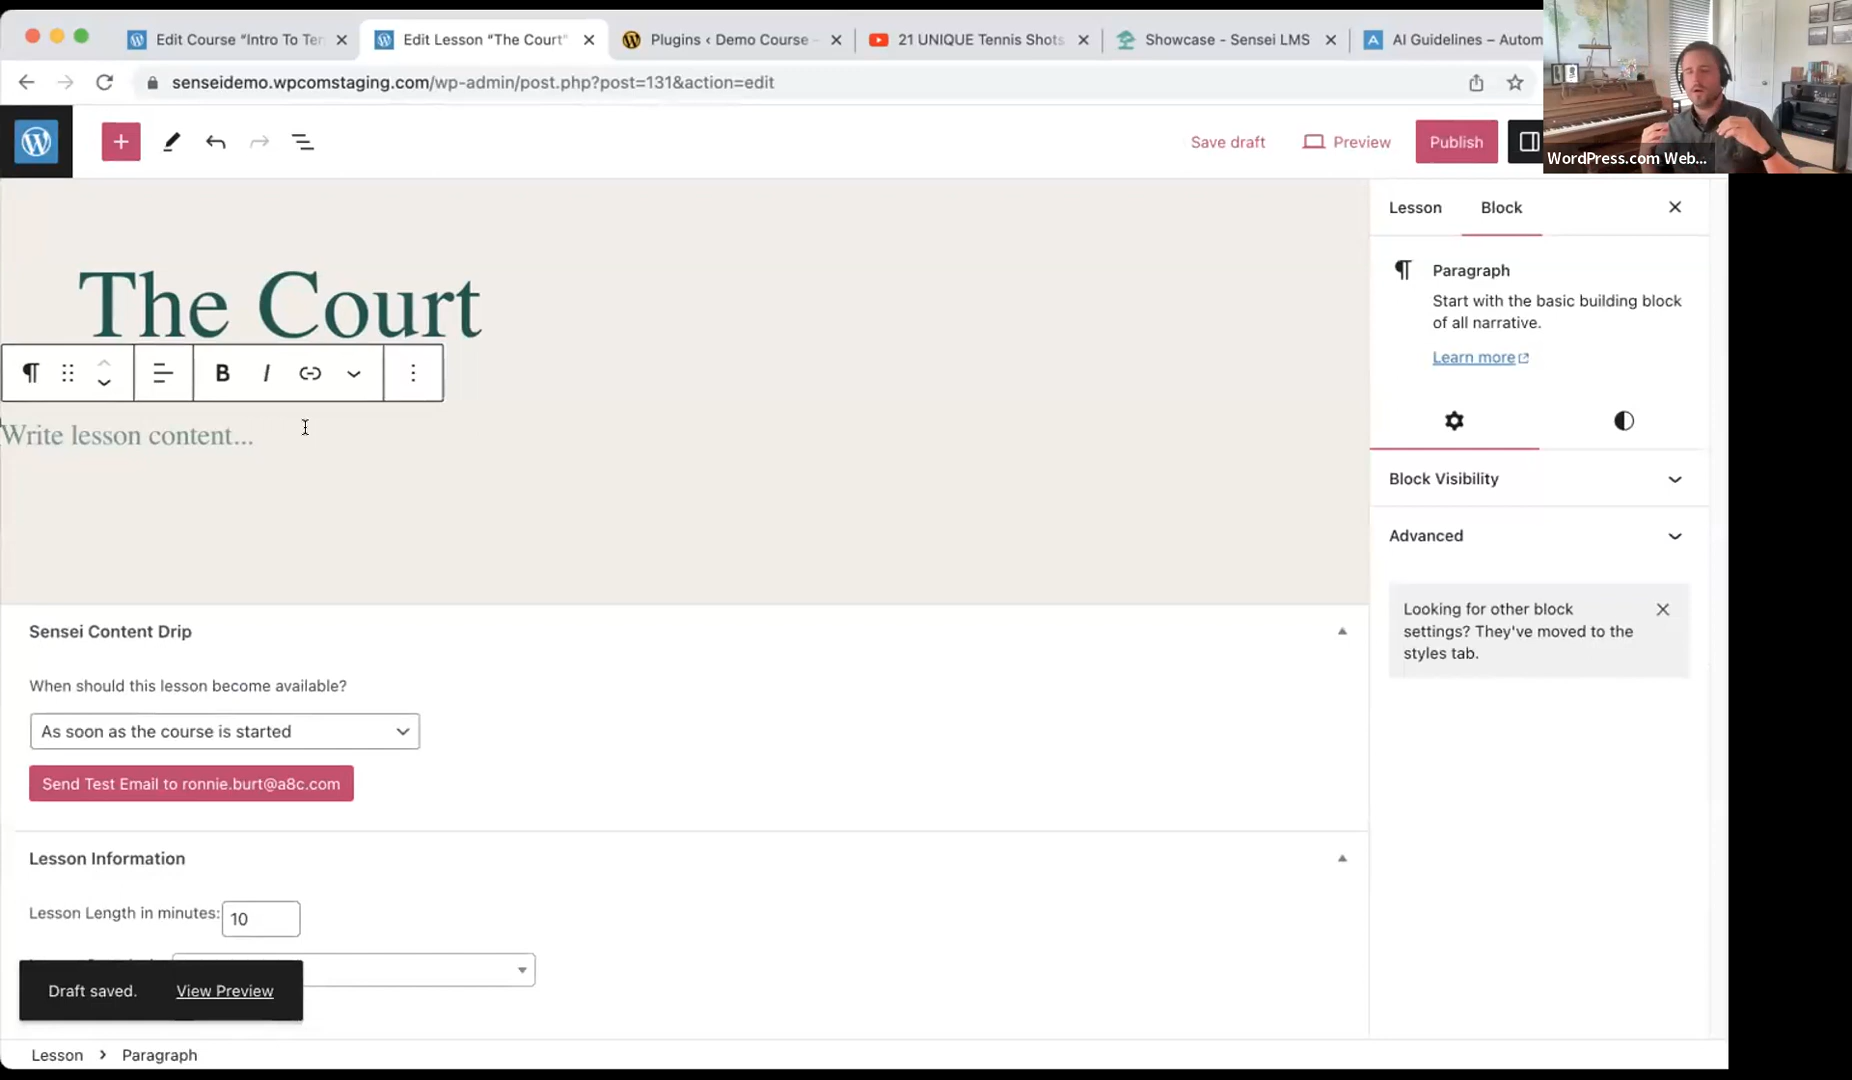 Edit Course "Intro To Ten
Edit Lesson "The Court"
Plugins ‹ Demo Course –
21 UNIQUE Tennis Shots
Showcase - Sensei LMS
AI Guidelines – Autom
senseidemo.wpcomstaging.com/wp-admin/post.php?post=131&action=edit
WordPress.com Web...
Save draft
Preview
Publish
The Court
B I
Write lesson content...
Sensei Content Drip
When should this lesson become available?
As soon as the course is started
Send Test Email to ronnie.burt@a8c.com
Lesson Information
Lesson Length in minutes: 10
Draft saved. View Preview
Lesson > Paragraph
Lesson Block
Paragraph
Start with the basic building block
of all narrative.
Learn more
Block Visibility
Advanced
Looking for other block
settings? They've moved to the
styles tab.